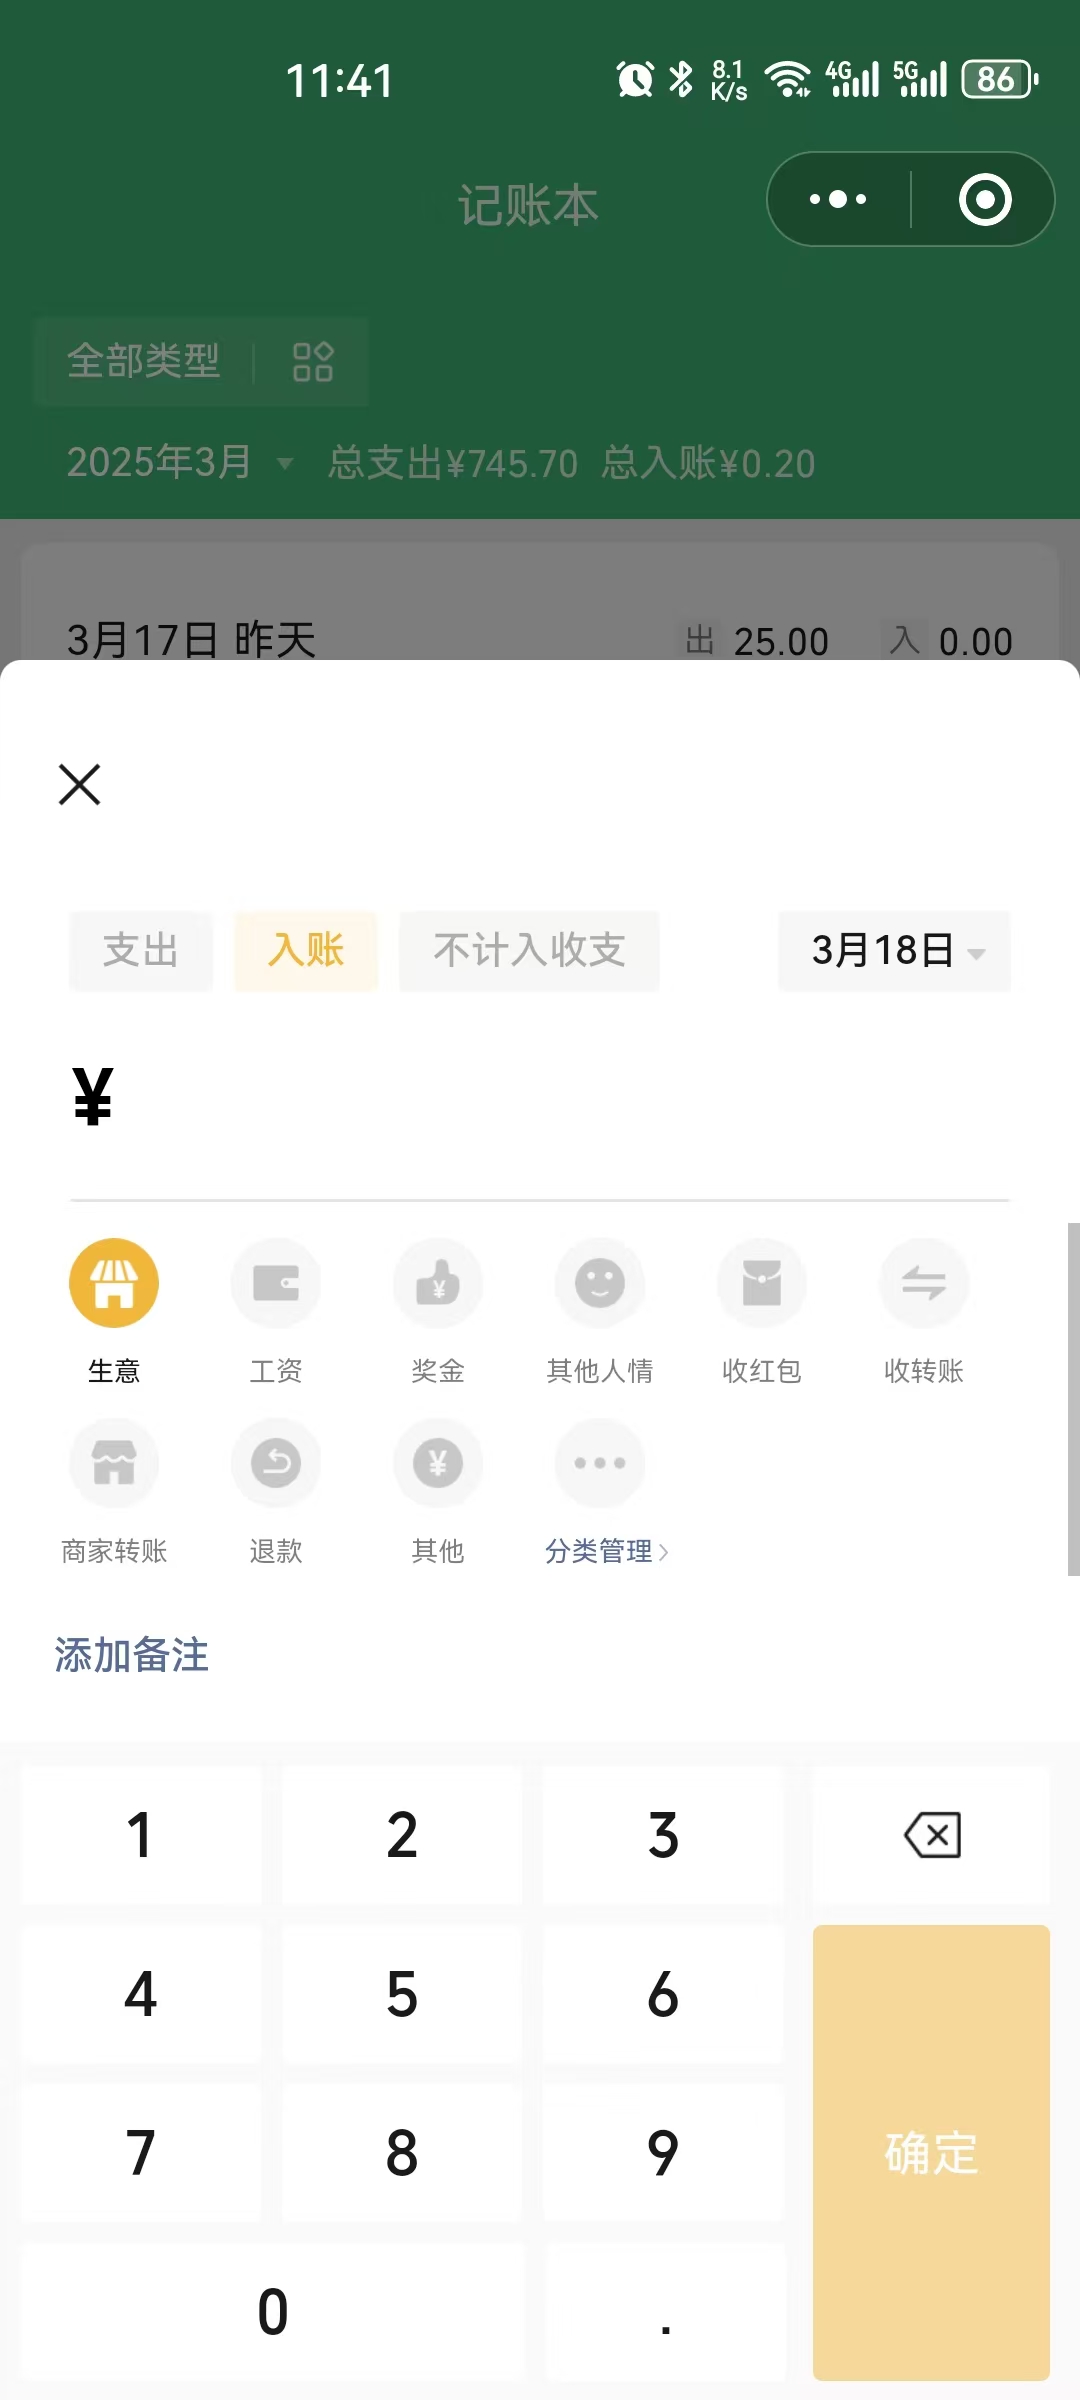 11:41
8.1 K/s 4G 5G 86
记账本
全部类型
2025年3月 总支出¥745.70 总入账¥0.20
3月17日 昨天 出 25.00 入 0.00
支出 入账 不计入收支 3月18日
¥
生意 工资 奖金 其他人情 收红包 收转账
商家转账 退款 其他 分类管理
添加备注
1 2 3
4 5 6
7 8 9 确定
0 .